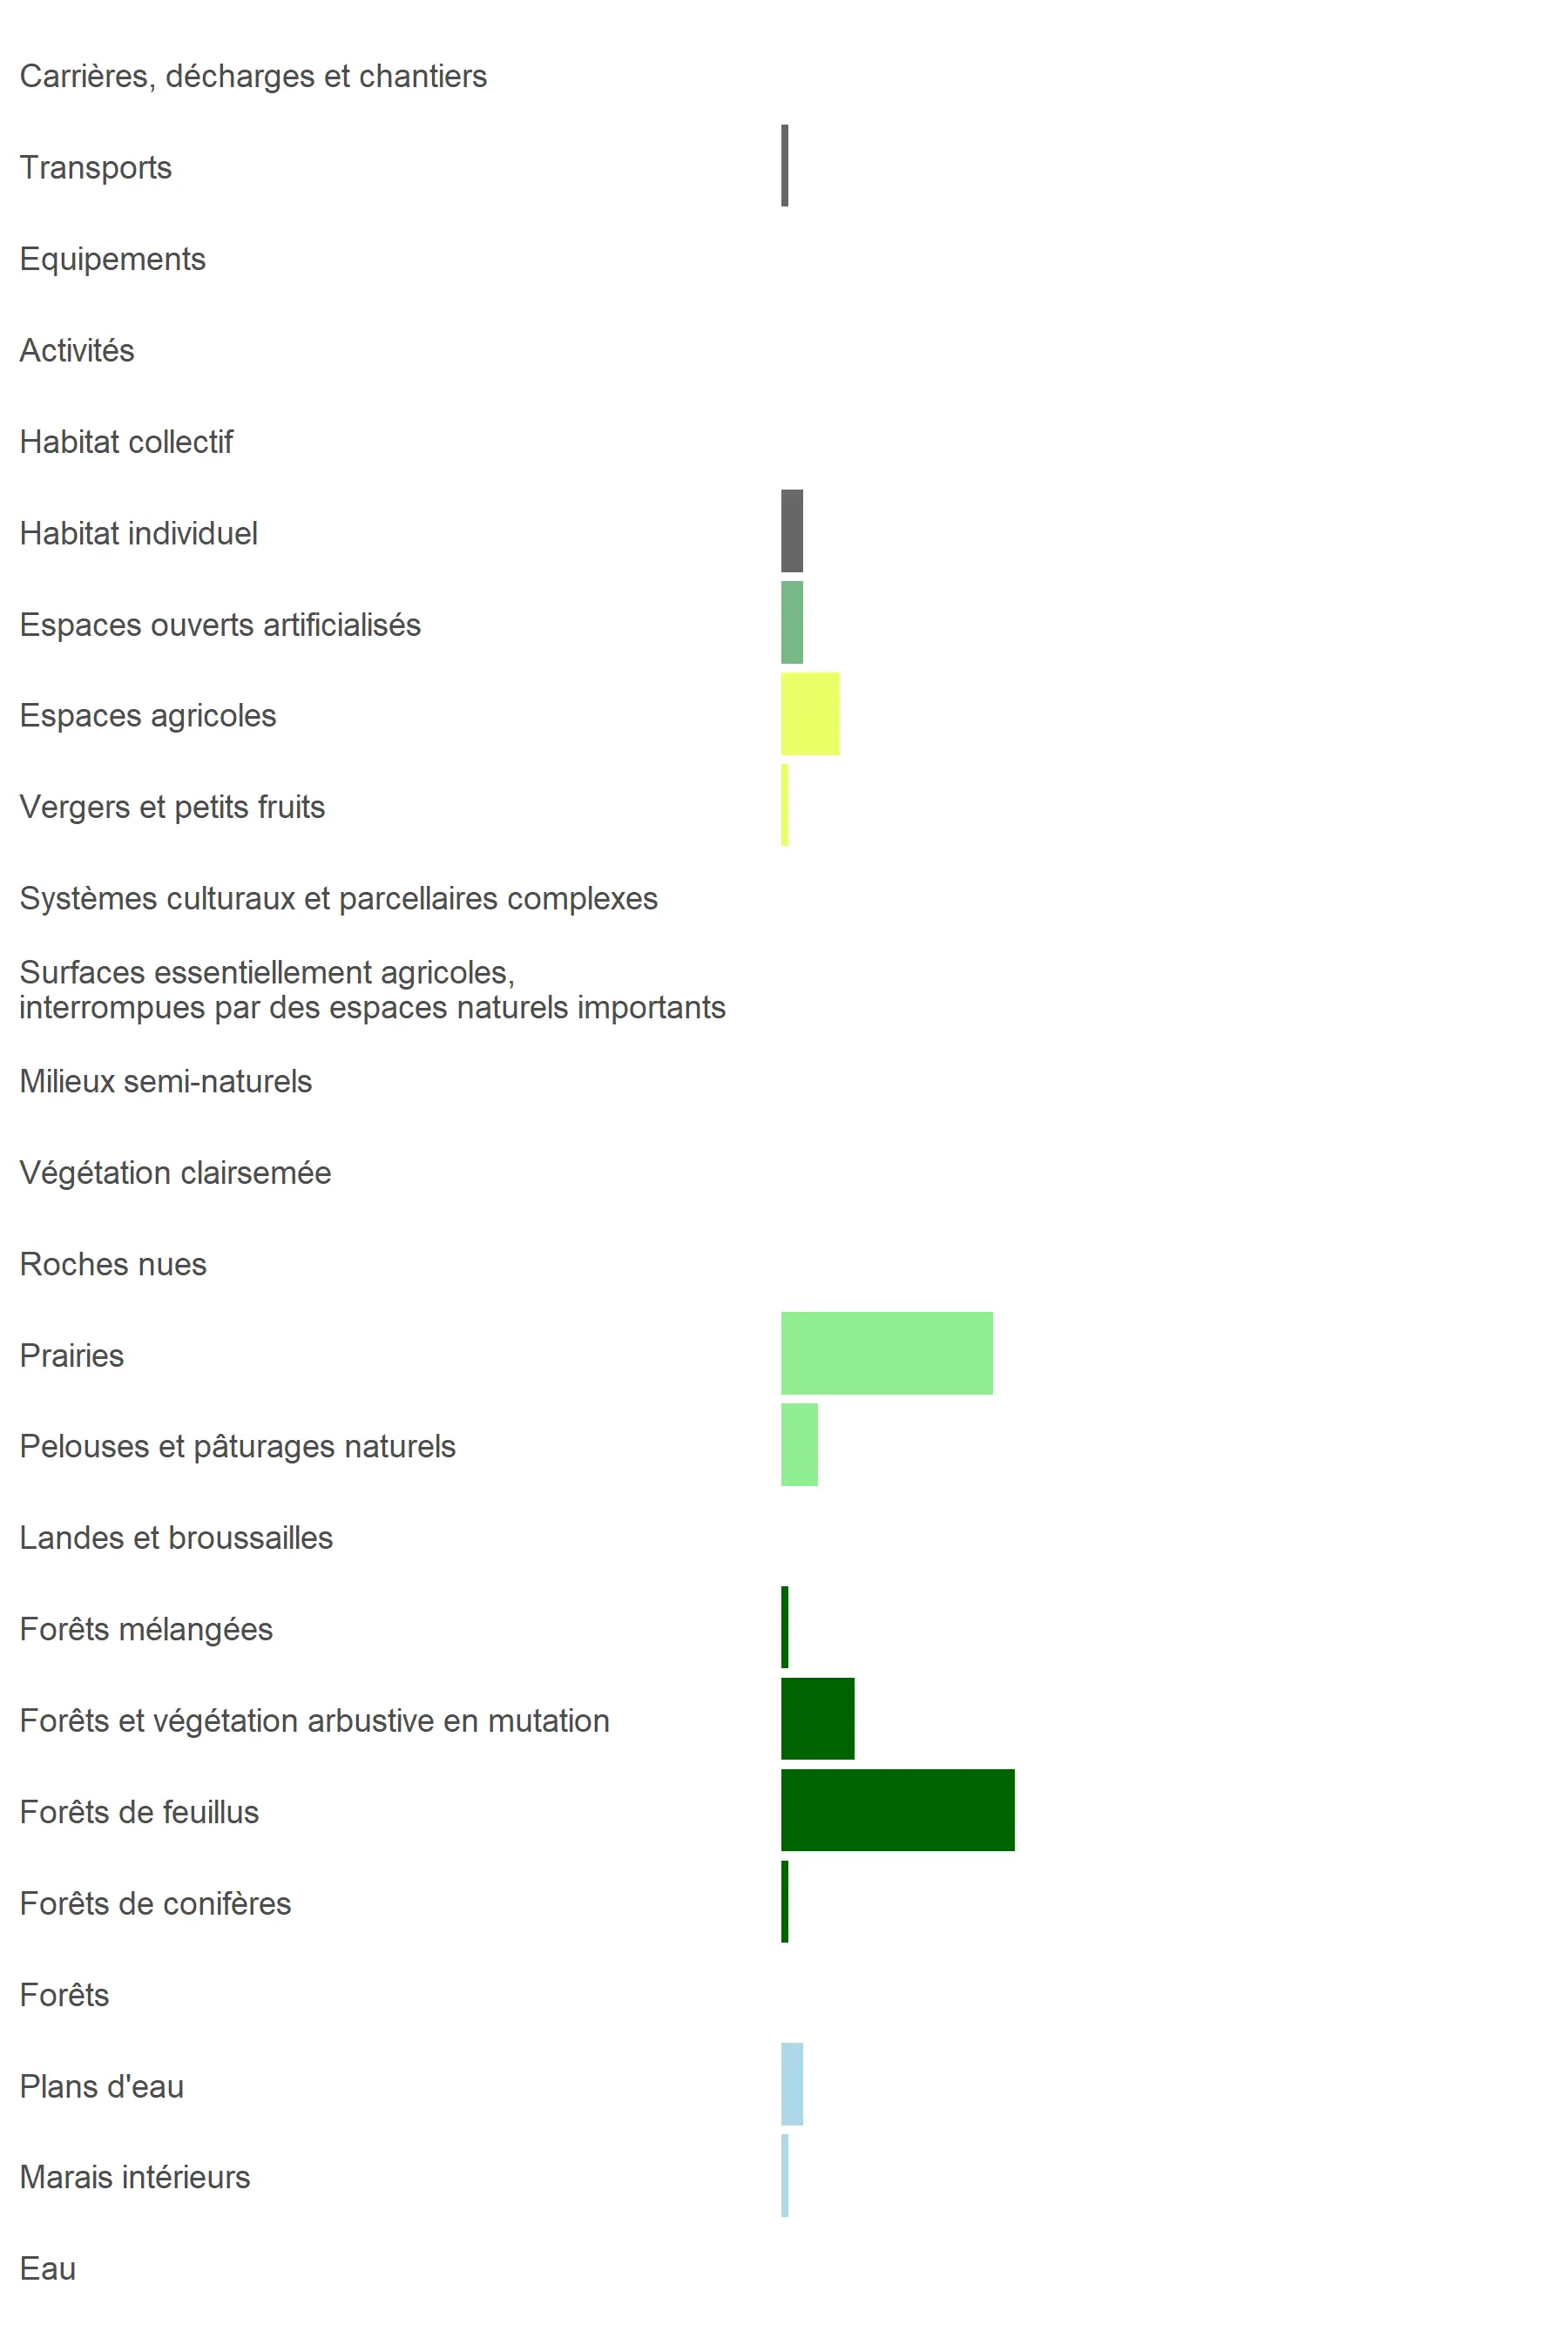 Carrières, décharges et chantiers
Transports
Equipements
Activités
Habitat collectif
Habitat individuel
Espaces ouverts artificialisés
Espaces agricoles
Vergers et petits fruits
Systèmes culturaux et parcellaires complexes
Surfaces essentiellement agricoles,
interrompues par des espaces naturels importants
Milieux semi-naturels
Végétation clairsemée
Roches nues
Prairies
Pelouses et pâturages naturels
Landes et broussailles
Forêts mélangées
Forêts et végétation arbustive en mutation
Forêts de feuillus
Forêts de conifères
Forêts
Plans d'eau
Marais intérieurs
Eau